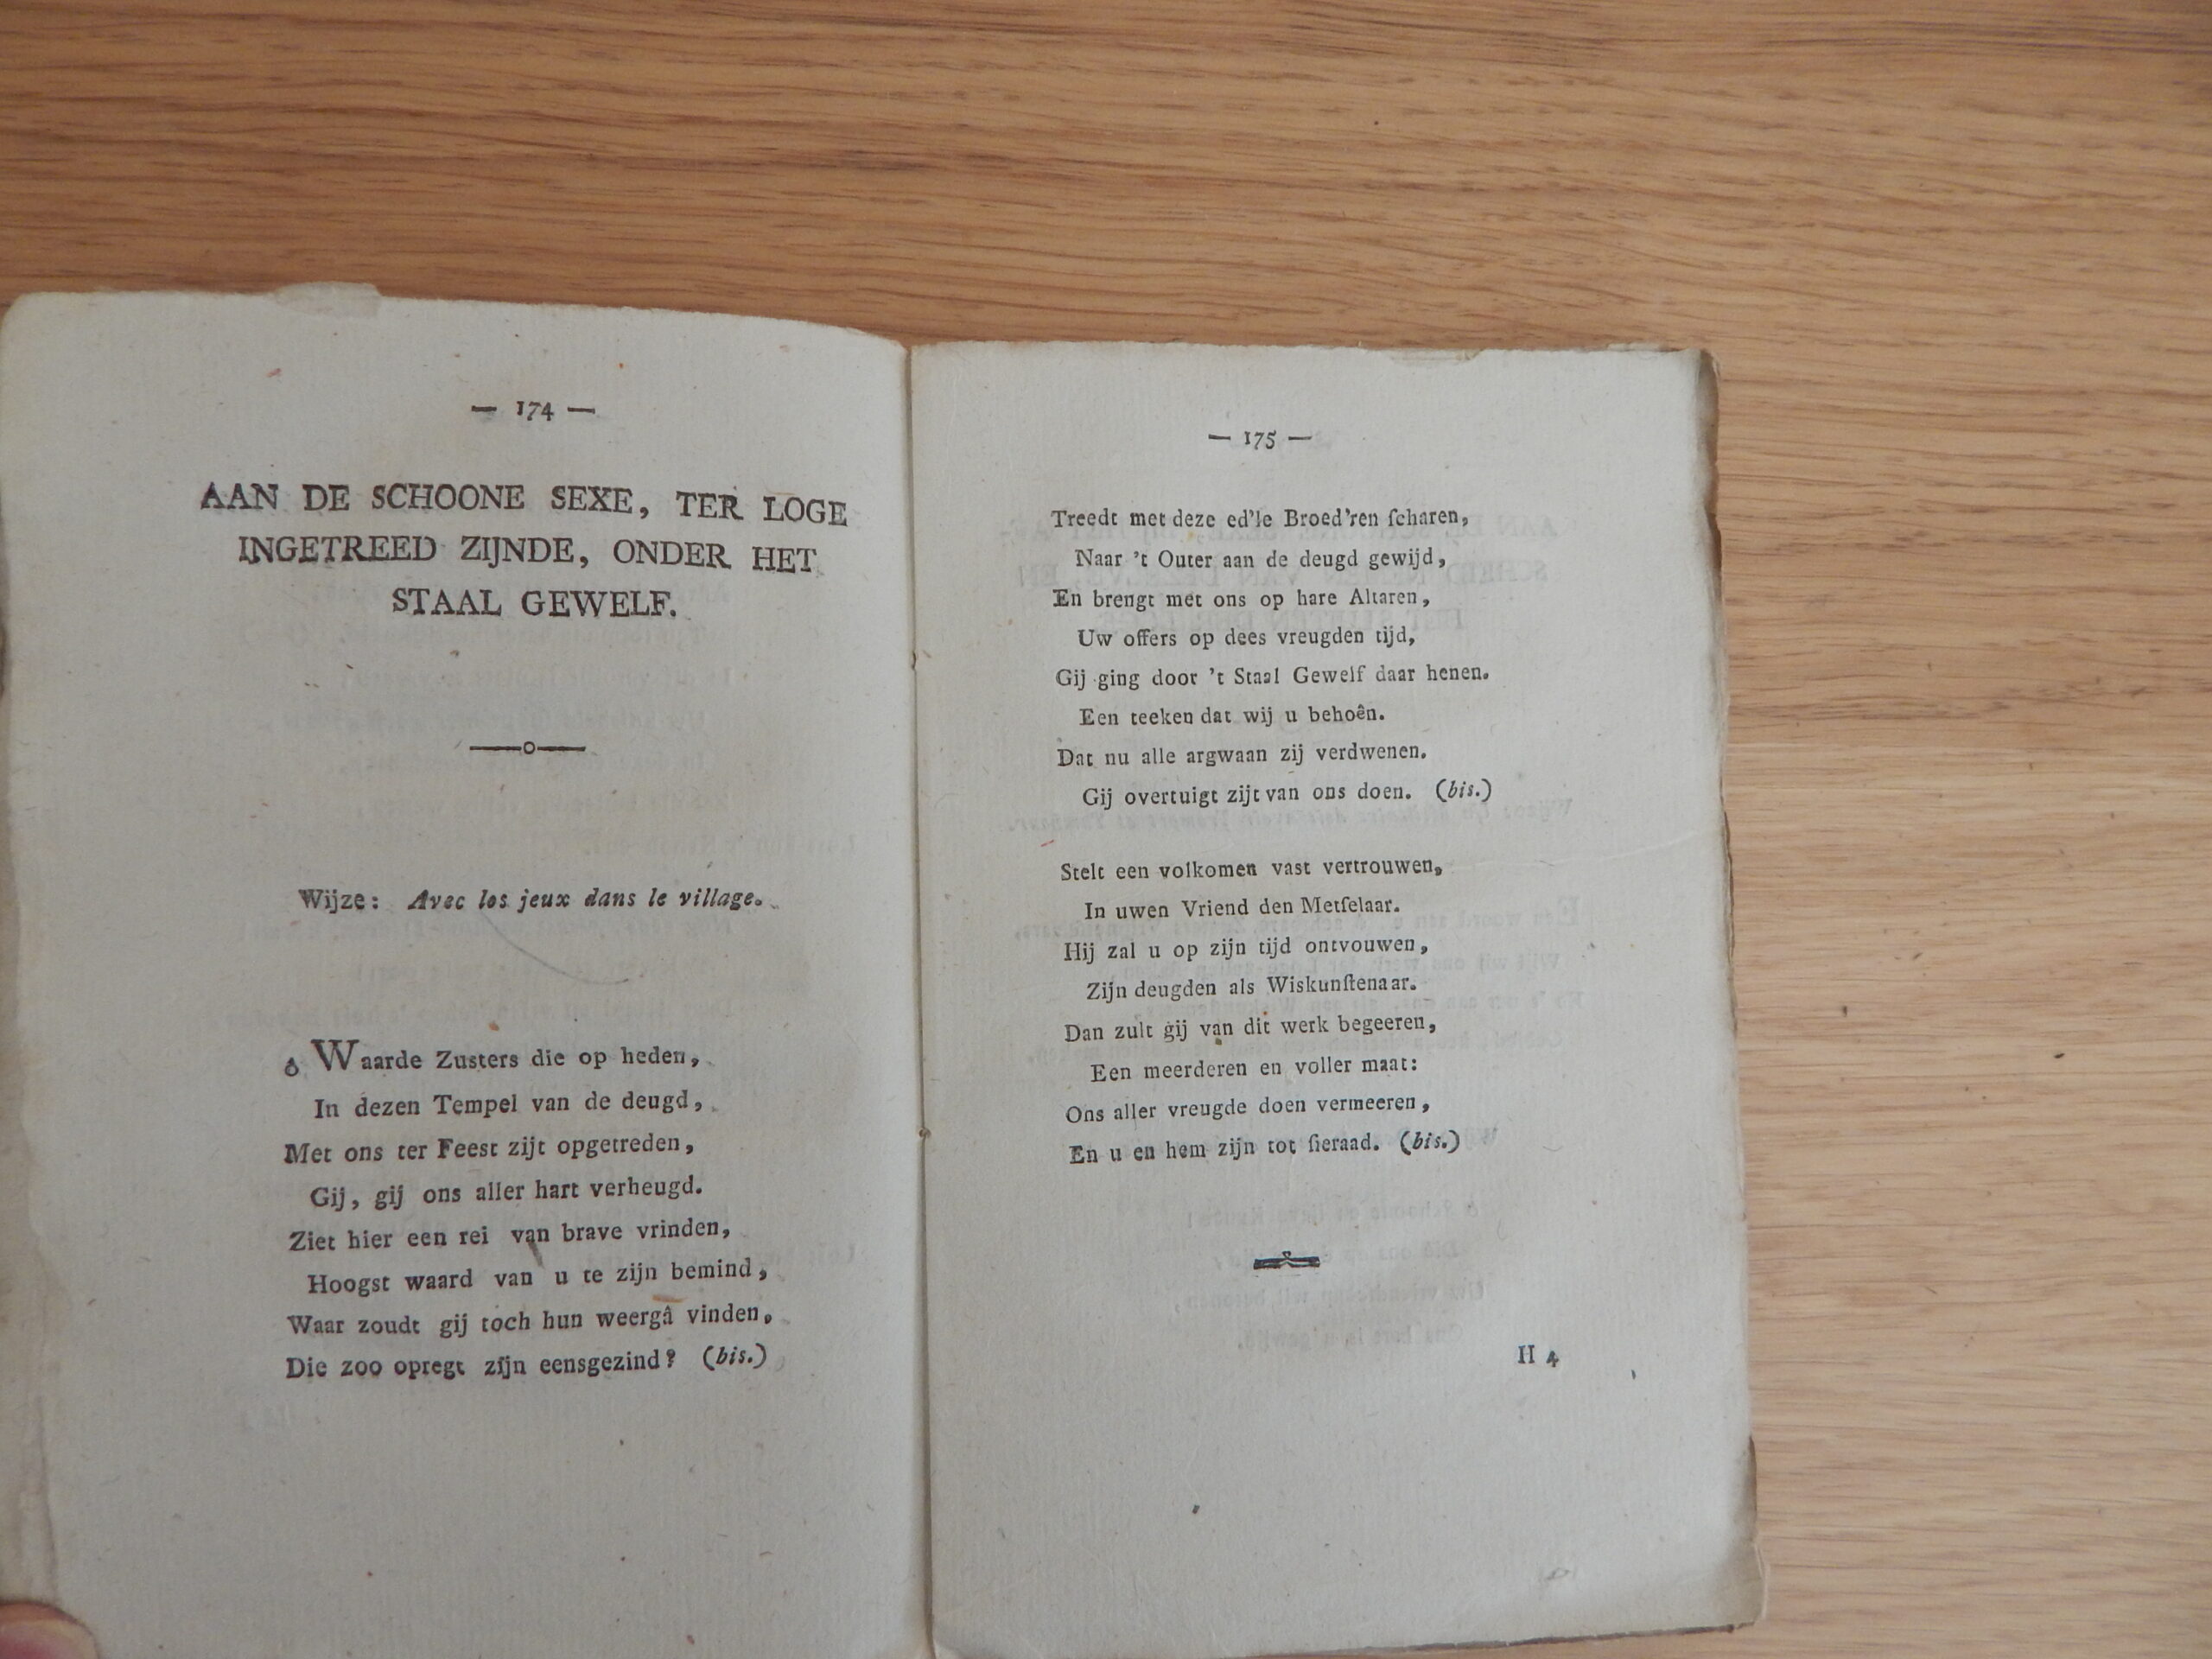 — 174 —
AAN DE SCHOONE SEXE, TER LOGE
INGETREED ZIJNDE, ONDER HET
STAAL GEWELF.
Wijze: Avec les jeux dans le village.
ô Waarde Zusters die op heden,
In dezen Tempel van de deugd,
Met ons ter Feest zijt opgetreden,
Gij, gij ons aller hart verheugd.
Ziet hier een rei van brave vrinden,
Hoogst waard van u te zijn bemind,
Waar zoudt gij toch hun weergâ vinden,
Die zoo opregt zijn eensgezind? (bis.)
— 175 —
Treedt met deze ed'le Broed'ren ſcharen,
Naar 't Outer aan de deugd gewijd,
En brengt met ons op hare Altaren,
Uw offers op dees vreugden tijd,
Gij ging door 't Staal Gewelf daar henen.
Een teeken dat wij u behoên.
Dat nu alle argwaan zij verdwenen.
Gij overtuigt zijt van ons doen. (bis.)
Stelt een volkomen vast vertrouwen,
In uwen Vriend den Metſelaar.
Hij zal u op zijn tijd ontvouwen,
Zijn deugden als Wiskunſtenaar.
Dan zult gij van dit werk begeeren,
Een meerderen en voller maat:
Ons aller vreugde doen vermeeren,
En u en hem zijn tot ſieraad. (bis.)
H 4